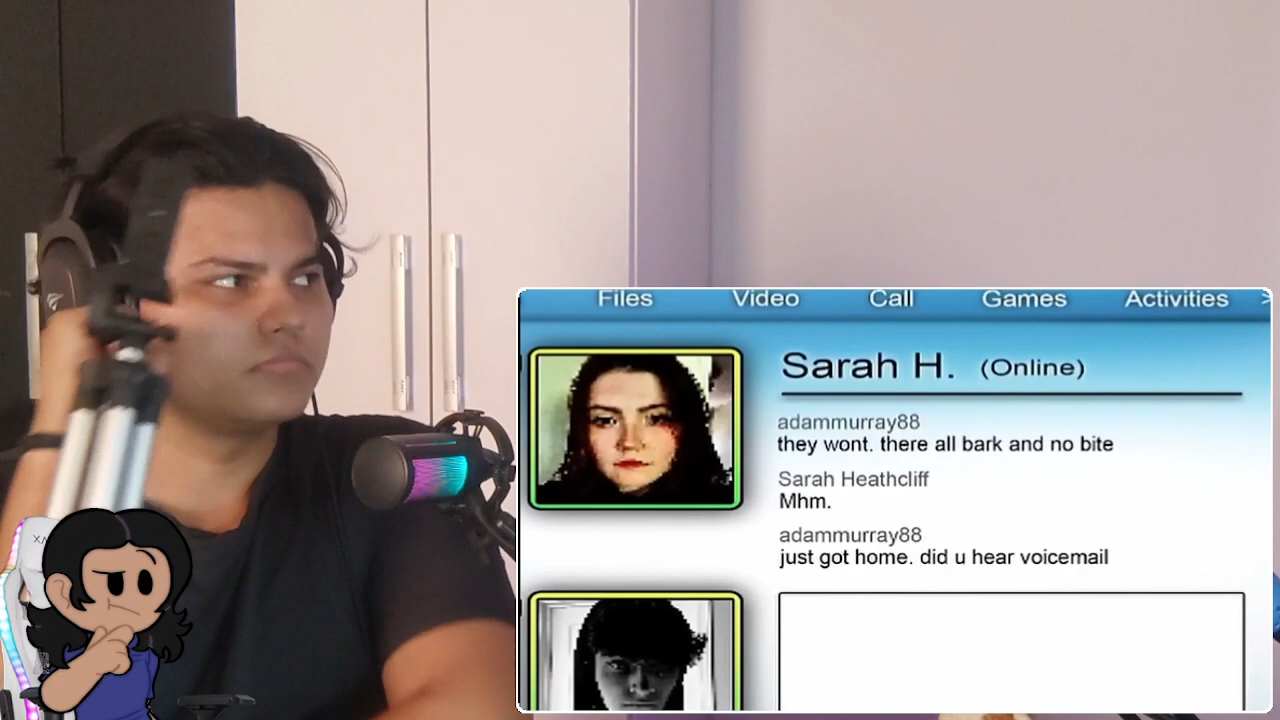 Files Video Call Games Activities >
Sarah H. (Online)
adammurray88
they wont. there all bark and no bite
Sarah Heathcliff
Mhm.
adammurray88
just got home. did u hear voicemail